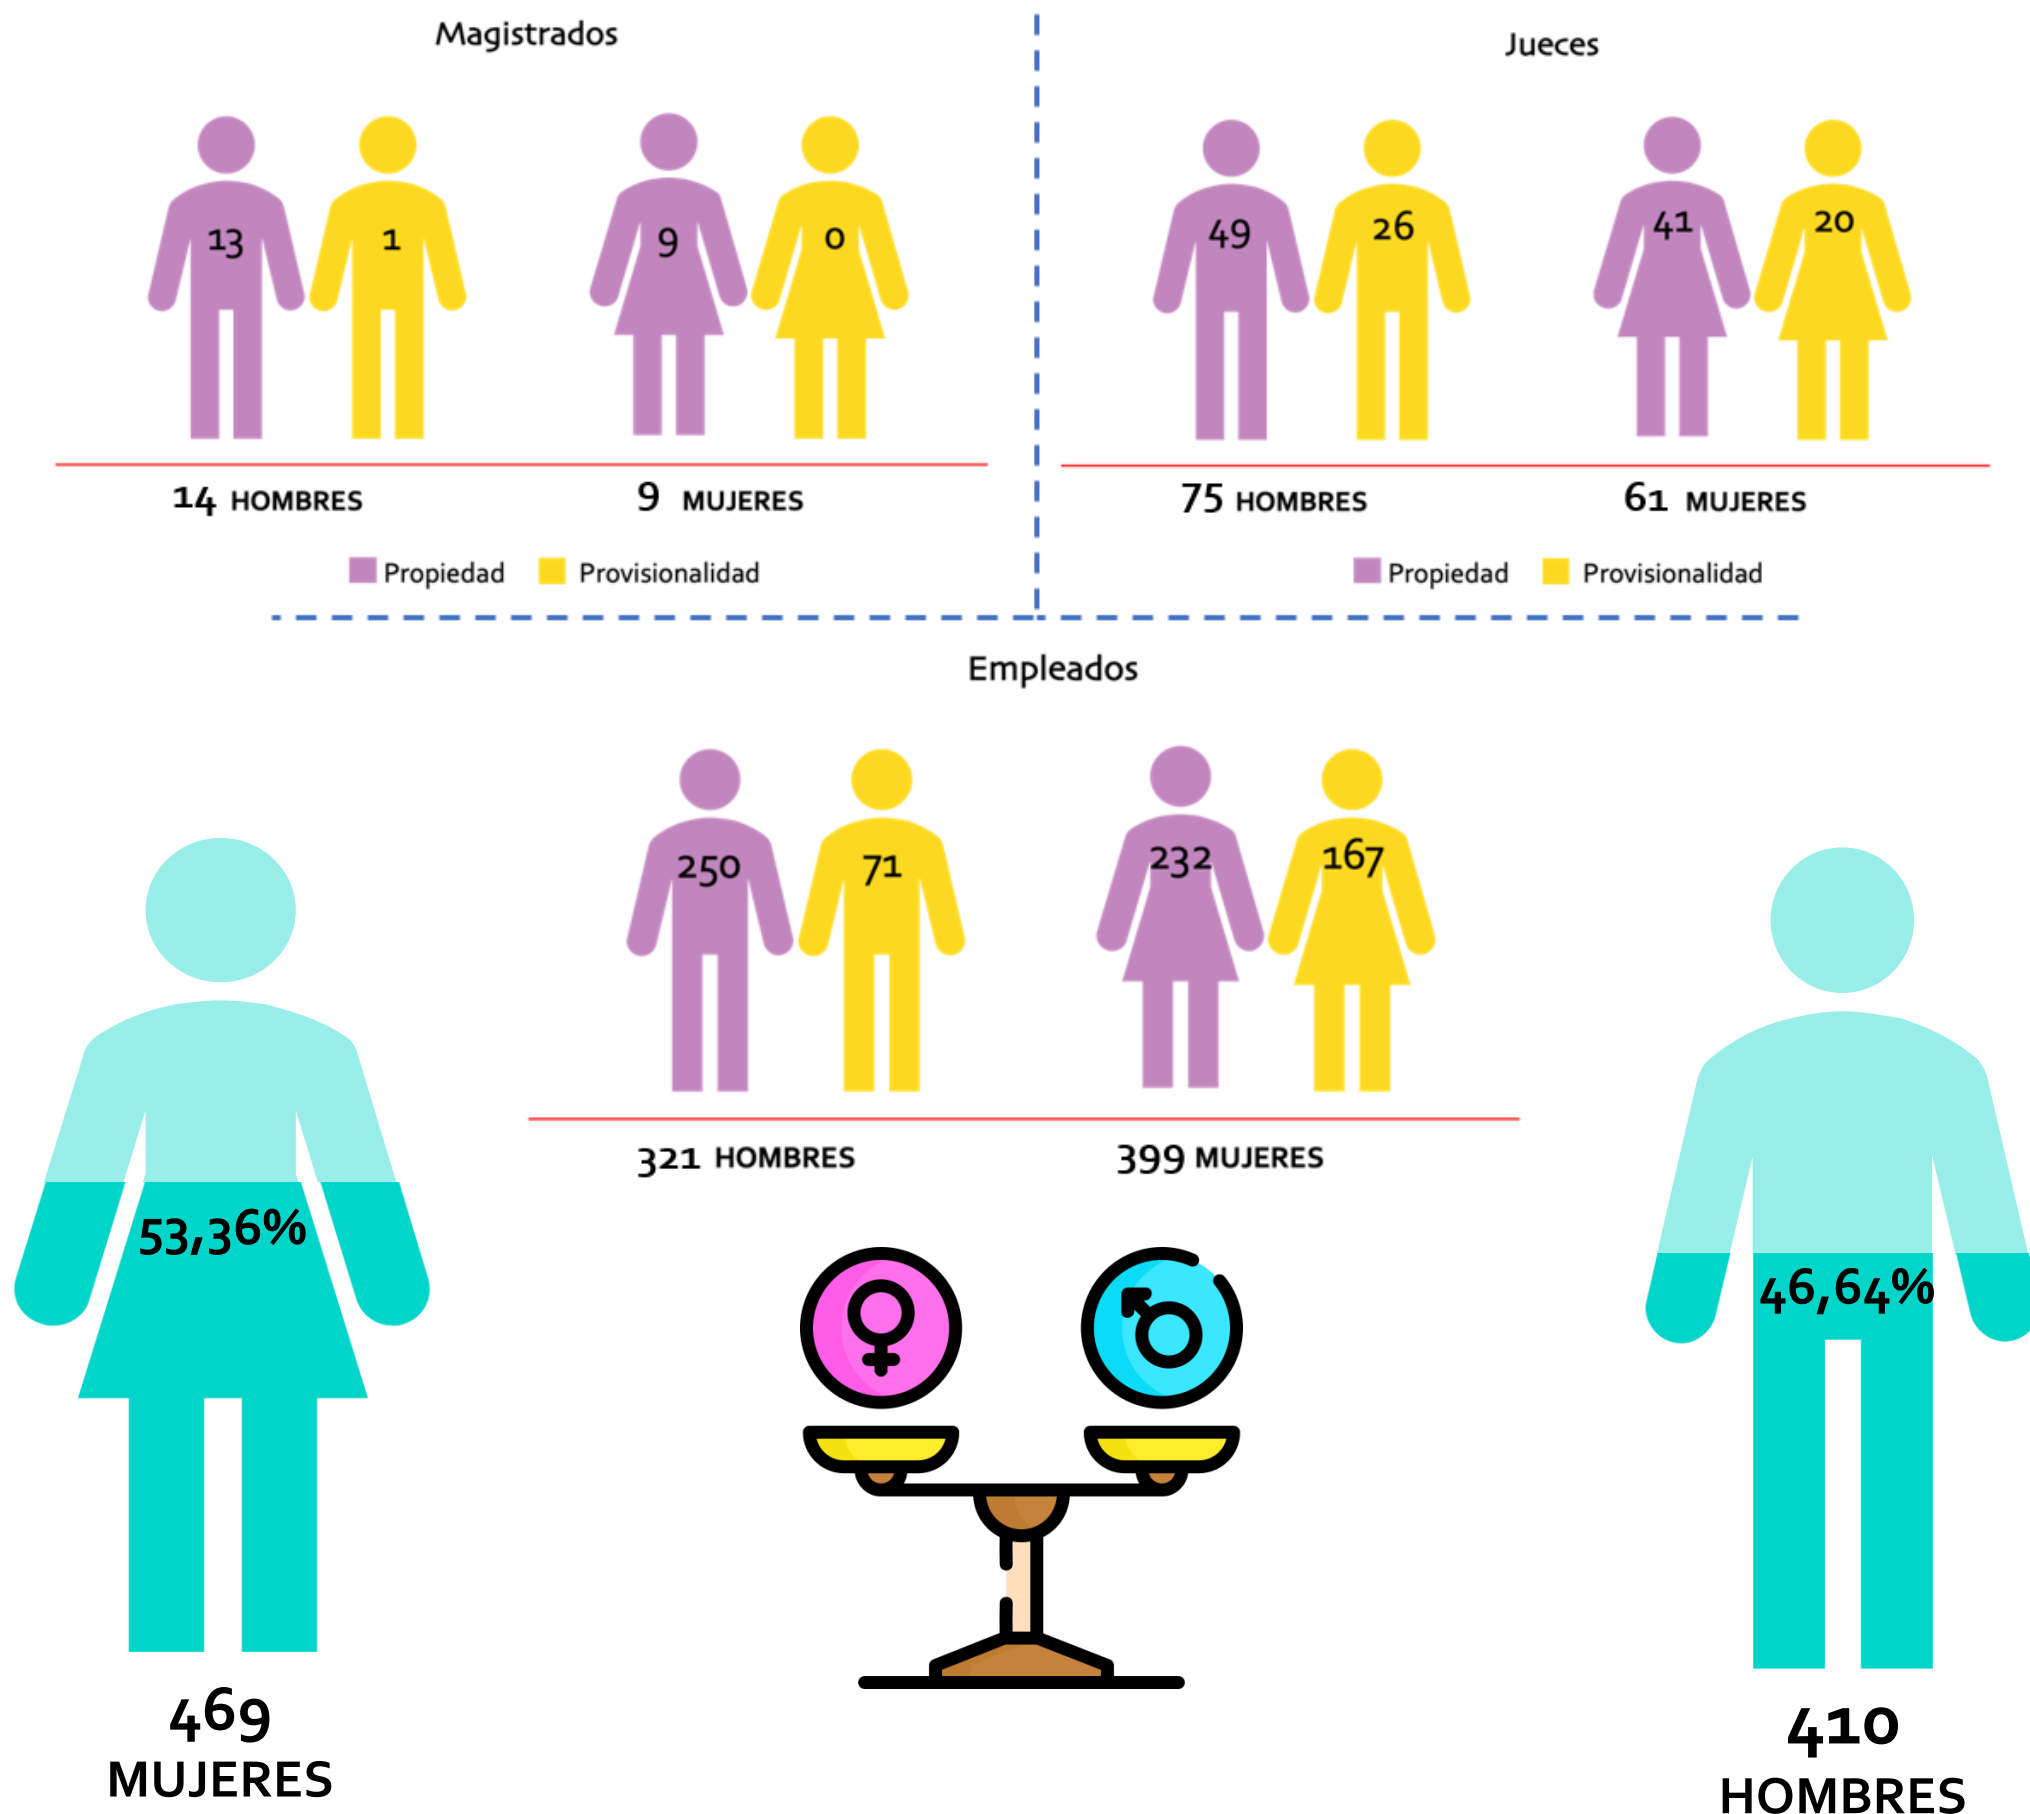 Magistrados
13 1 9 0
14 HOMBRES 9 MUJERES
Propiedad Provisionalidad
Jueces
49 26 41 20
75 HOMBRES 61 MUJERES
Propiedad Provisionalidad
Empleados
250 71 232 167
321 HOMBRES 399 MUJERES
53,36%
469
MUJERES
46,64%
410
HOMBRES